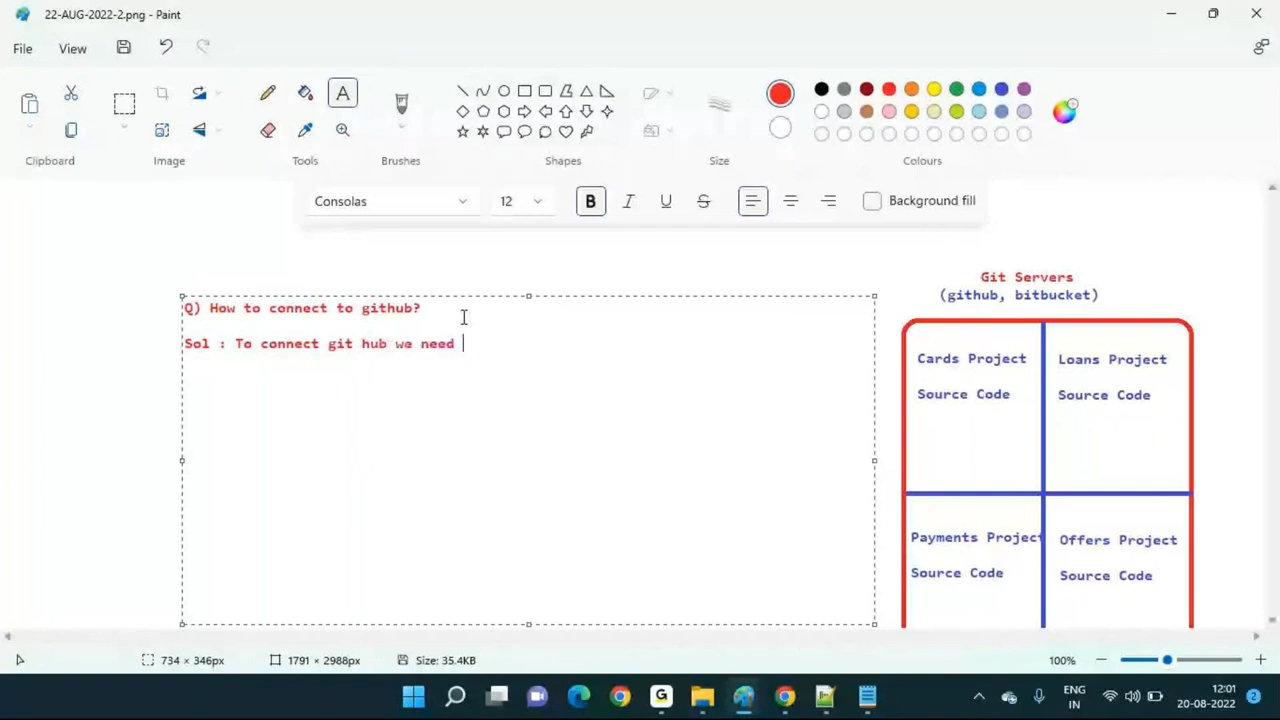 22-AUG-2022-2.png - Paint
File View
Clipboard Image Tools Brushes Shapes Size Colours
Consolas 12 B I U S Background fill
Q) How to connect to github?
Sol : To connect git hub we need
Git Servers
(github, bitbucket)
Cards Project
Source Code
Loans Project
Source Code
Payments Project
Source Code
Offers Project
Source Code
734 × 346px 1791 × 2988px Size: 35.4KB 100%
ENG
IN
12:01
20-08-2022
2